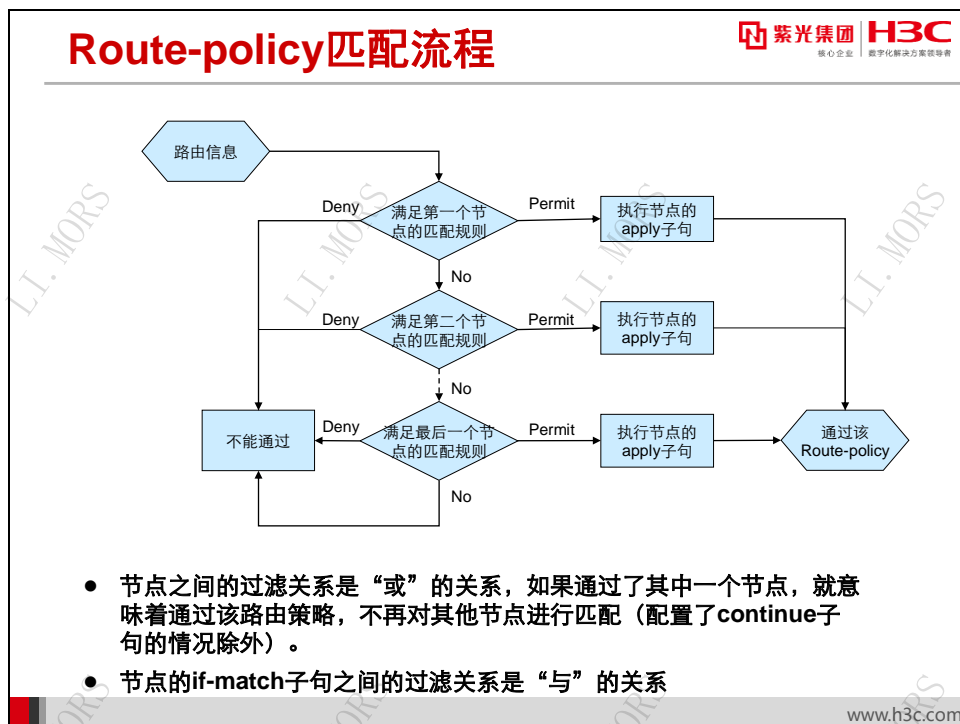 Route-policy匹配流程
紫光集团
核心企业
H3C
数字化解决方案领导者
路由信息
Deny
满足第一个节
点的匹配规则
Permit
执行节点的
apply子句
No
Deny
满足第二个节
点的匹配规则
Permit
执行节点的
apply子句
No
不能通过
Deny
满足最后一个节
点的匹配规则
Permit
执行节点的
apply子句
通过该
Route-policy
No
● 节点之间的过滤关系是“或”的关系，如果通过了其中一个节点，就意
味着通过该路由策略，不再对其他节点进行匹配（配置了continue子
句的情况除外）。
● 节点的if-match子句之间的过滤关系是“与”的关系
www.h3c.com
LI. MORS
LI. MORS
LI. MORS
LI. MORS